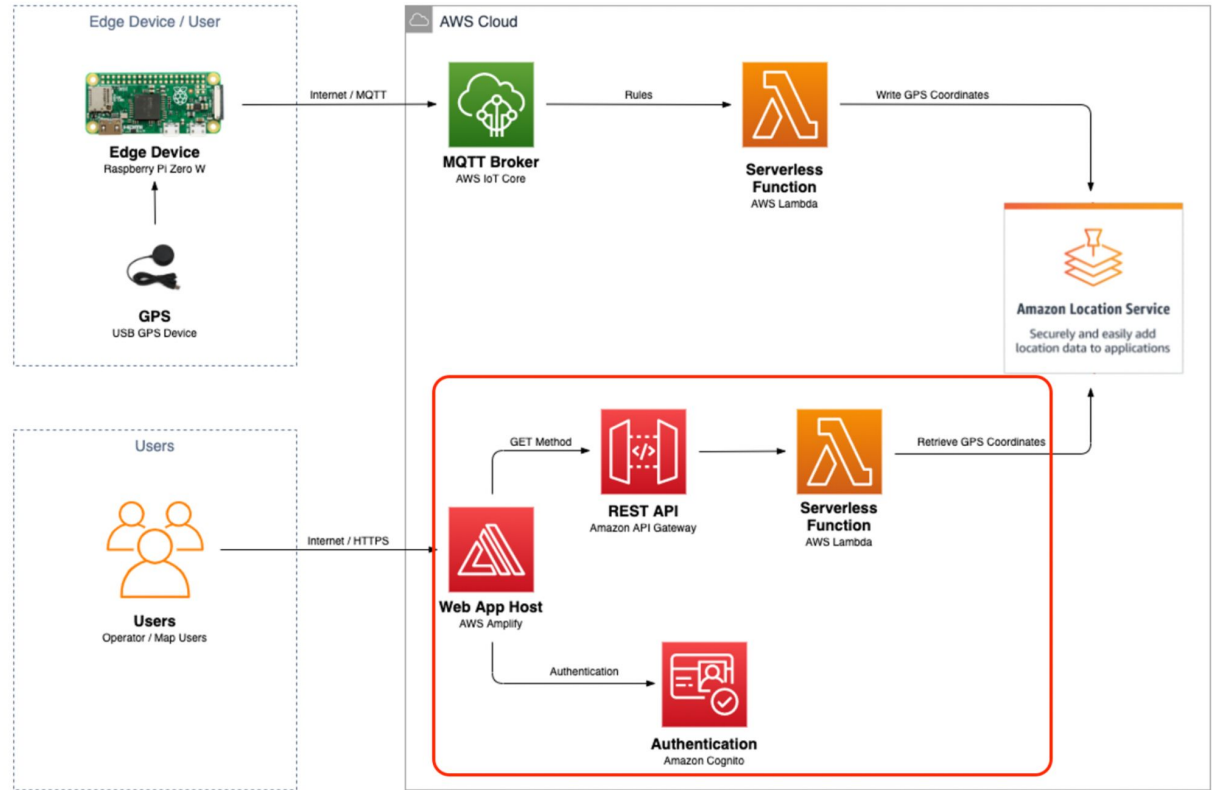 Edge Device / User
AWS Cloud
Internet / MQTT
Rules
Write GPS Coordinates
Edge Device
Raspberry Pi Zero W
MQTT Broker
AWS IoT Core
Serverless
Function
AWS Lambda
GPS
USB GPS Device
Amazon Location Service
Securely and easily add
location data to applications
Users
GET Method
Retrieve GPS Coordinates
REST API
Amazon API Gateway
Serverless
Function
AWS Lambda
Internet / HTTPS
Users
Operator / Map Users
Web App Host
AWS Amplify
Authentication
Authentication
Amazon Cognito